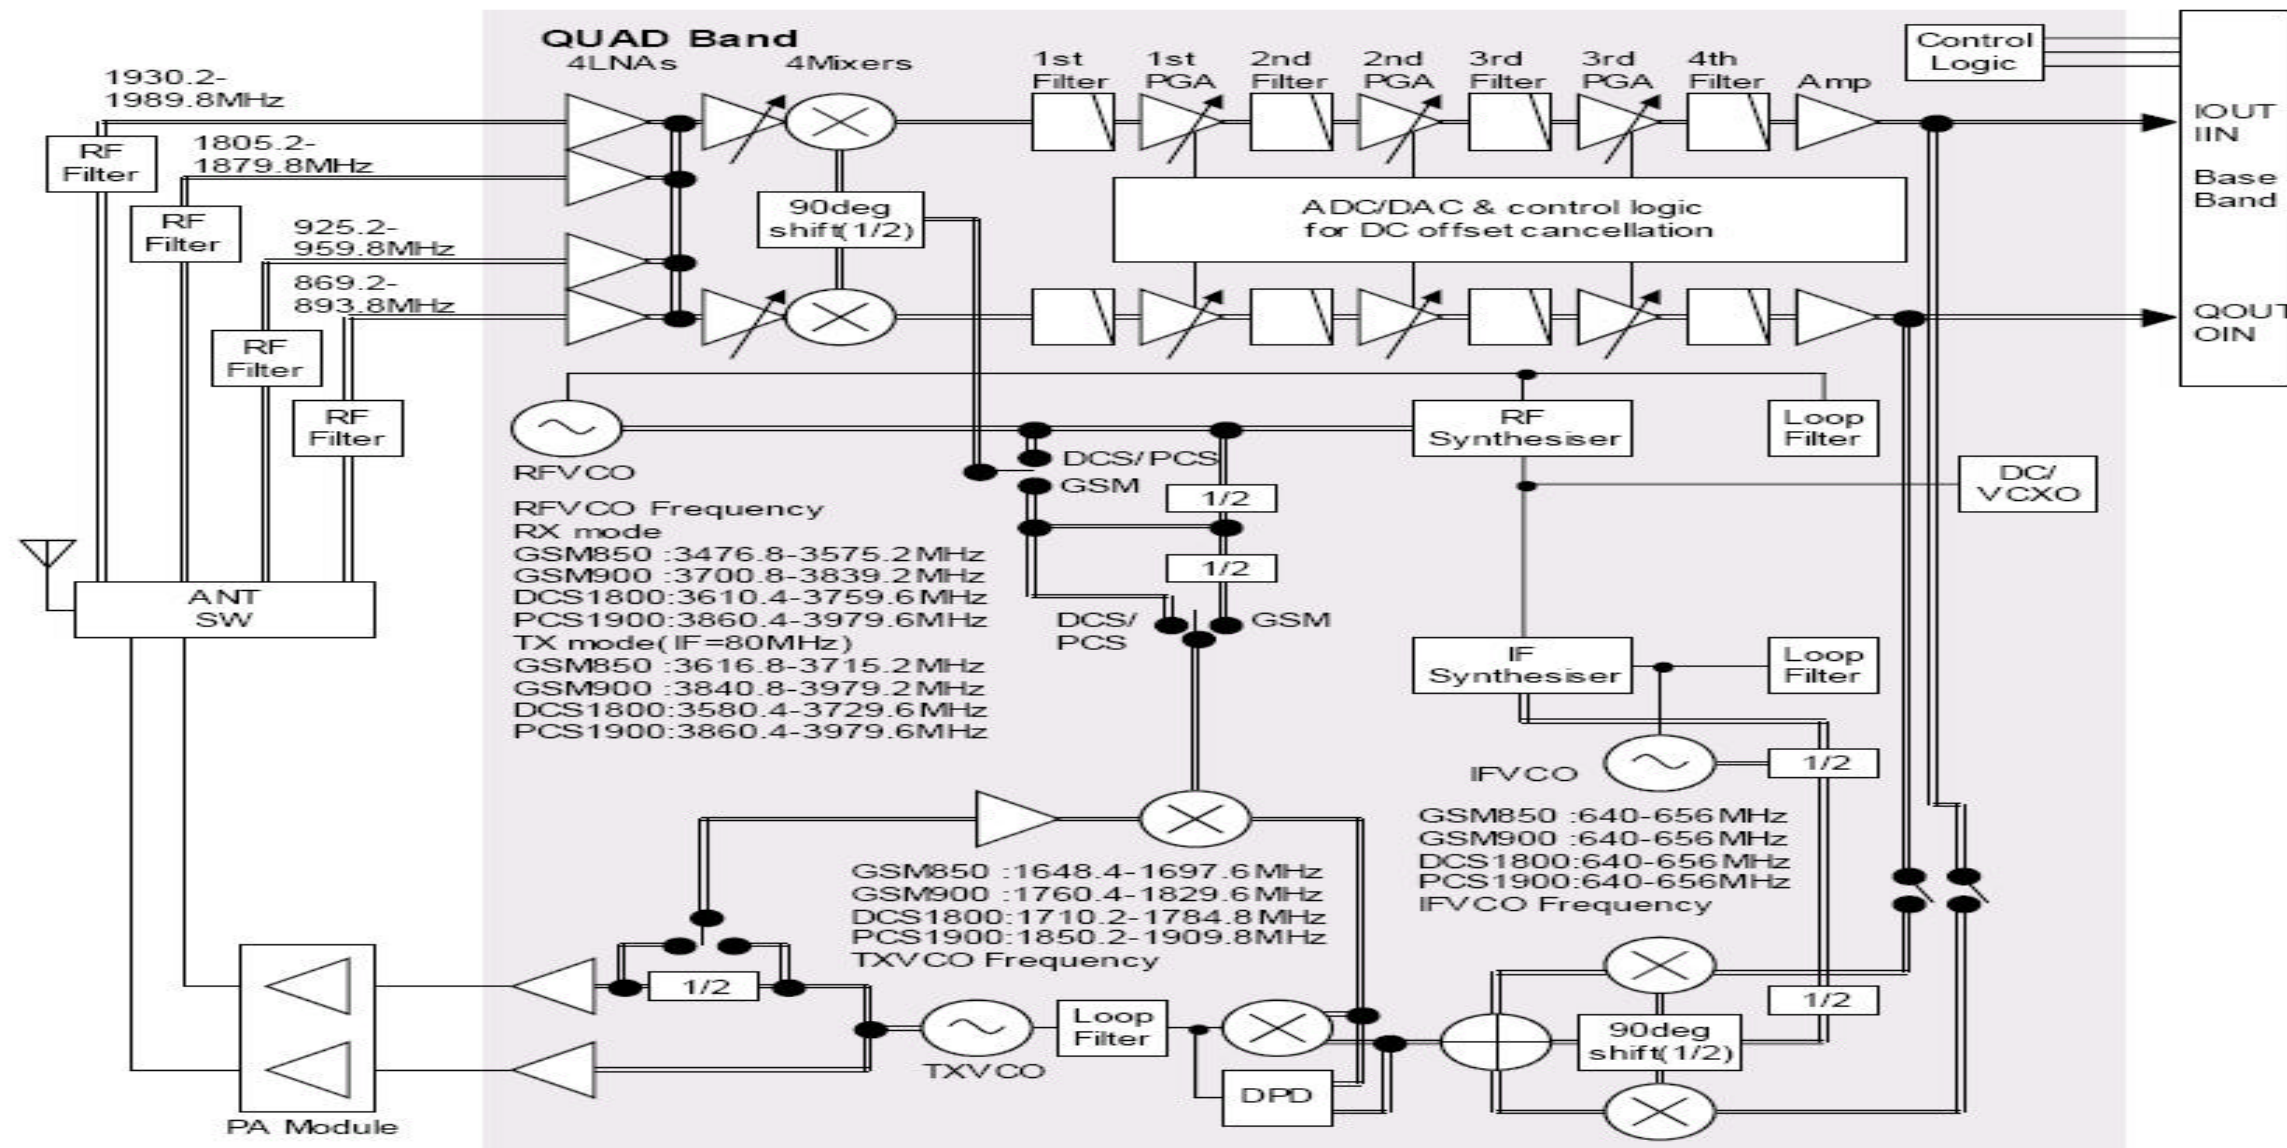 QUAD Band
4LNAs
4Mixers
1st
Filter
1st
PGA
2nd
Filter
2nd
PGA
3rd
Filter
3rd
PGA
4th
Filter
Amp
Control
Logic
1930.2-
1989.8MHz
RF
Filter
1805.2-
1879.8MHz
RF
Filter
925.2-
959.8MHz
869.2-
893.8MHz
RF
Filter
RF
Filter
90deg
shift(1/2)
ADC/DAC & control logic
for DC offset cancellation
IOUT
IIN
Base
Band
QOUT
OIN
RFVCO
DCS/PCS
GSM
1/2
1/2
DCS/
PCS
GSM
RF
Synthesiser
Loop
Filter
DC/
VCXO
RFVCO Frequency
RX mode
GSM850 :3476.8-3575.2MHz
GSM900 :3700.8-3839.2MHz
DCS1800:3610.4-3759.6MHz
PCS1900:3860.4-3979.6MHz
TX mode(IF=80MHz)
GSM850 :3616.8-3715.2MHz
GSM900 :3840.8-3979.2MHz
DCS1800:3580.4-3729.6MHz
PCS1900:3860.4-3979.6MHz
ANT
SW
IF
Synthesiser
Loop
Filter
IFVCO
1/2
GSM850 :640-656MHz
GSM900 :640-656MHz
DCS1800:640-656MHz
PCS1900:640-656MHz
IFVCO Frequency
GSM850 :1648.4-1697.6MHz
GSM900 :1760.4-1829.6MHz
DCS1800:1710.2-1784.8MHz
PCS1900:1850.2-1909.8MHz
TXVCO Frequency
1/2
TXVCO
Loop
Filter
DPD
90deg
shift(1/2)
1/2
PA Module